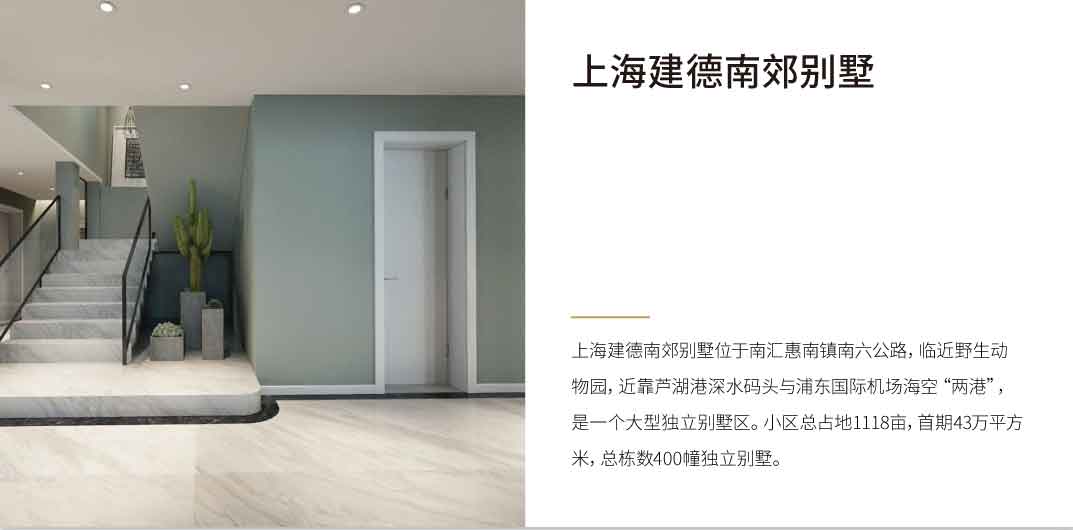 上海建德南郊别墅
上海建德南郊别墅位于南汇惠南镇南六公路，临近野生动
物园，近靠芦湖港深水码头与浦东国际机场海空“两港”，
是一个大型独立别墅区。小区总占地1118亩，首期43万平方
米，总栋数400幢独立别墅。